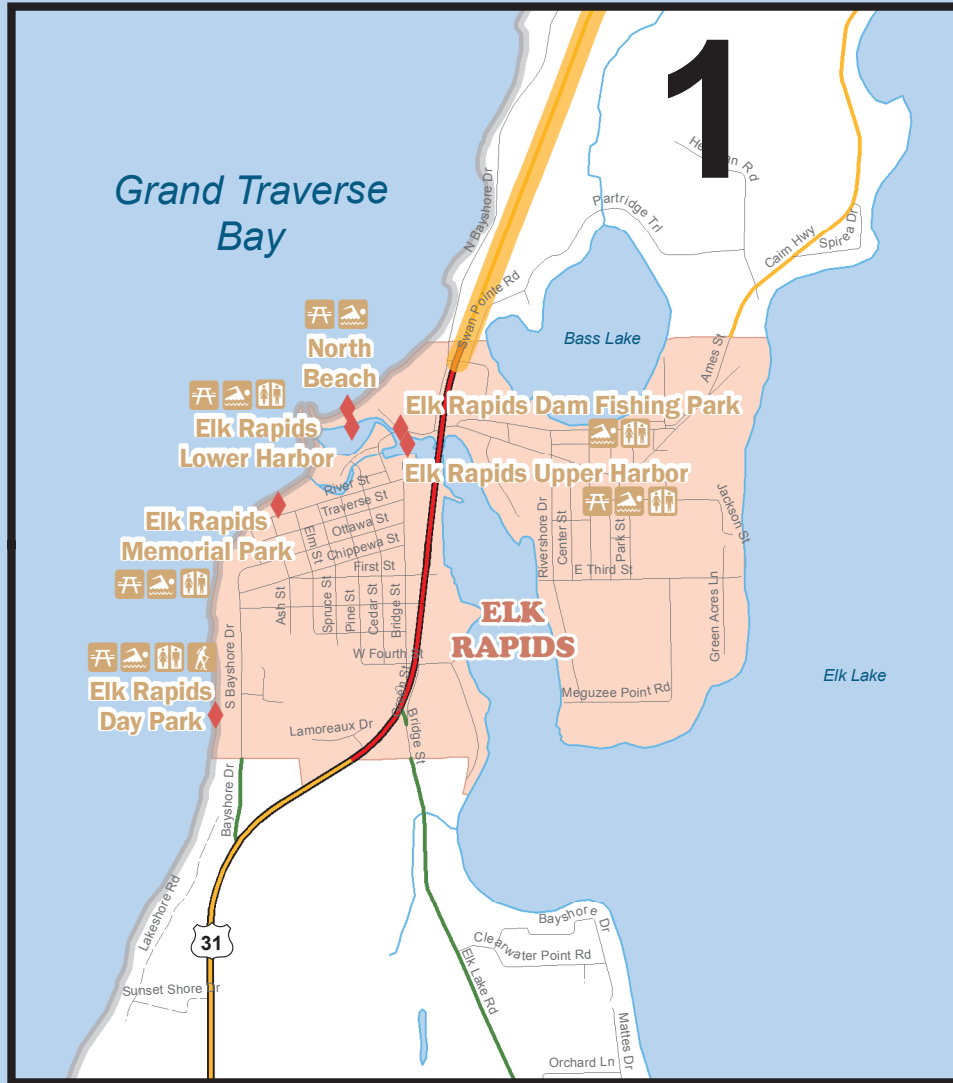 1
Grand Traverse
Bay
N Bayshore Dr
Partridge Trl
Cairn Hwy
Spirea Dr
Swan Pointe Rd
Bass Lake
Ames St
North
Beach
Elk Rapids Dam Fishing Park
Elk Rapids
Lower Harbor
Elk Rapids Upper Harbor
River St
Traverse St
Ottawa St
Chippewa St
First St
Elk Rapids
Memorial Park
Elm St
Ash St
Spruce St
Pine St
Cedar St
Bridge St
Rivershore Dr
Center St
Park St
Jackson St
E Third St
Green Acres Ln
ELK
RAPIDS
W Fourth St
Green St
Meguzee Point Rd
Elk Lake
S Bayshore Dr
Elk Rapids
Day Park
Lamoreaux Dr
Bridge St
Bayshore Dr
Lakeshore Rd
31
Sunset Shore Dr
Bayshore Dr
Clearwater Point Rd
Elk Lake Rd
Mattes Dr
Orchard Ln